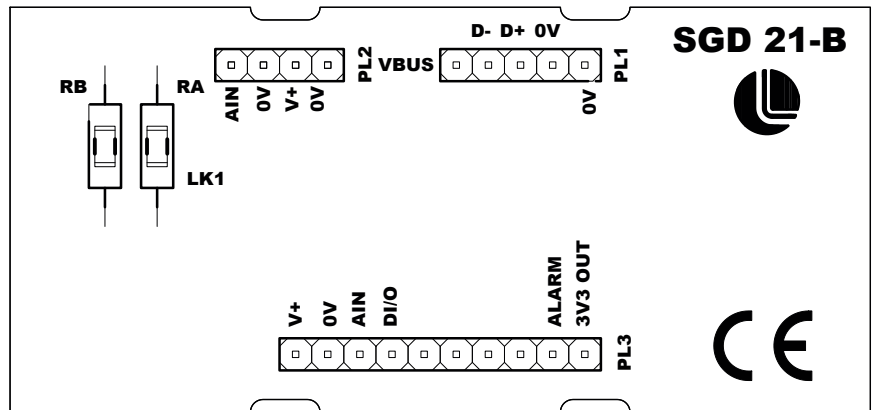 D- D+ 0V
SGD 21-B
VBUS
PL2
PL1
RB
RA
AIN
0V
V+
0V
0V
LK1
V+
0V
AIN
DI/O
ALARM
3V3 OUT
PL3
CE